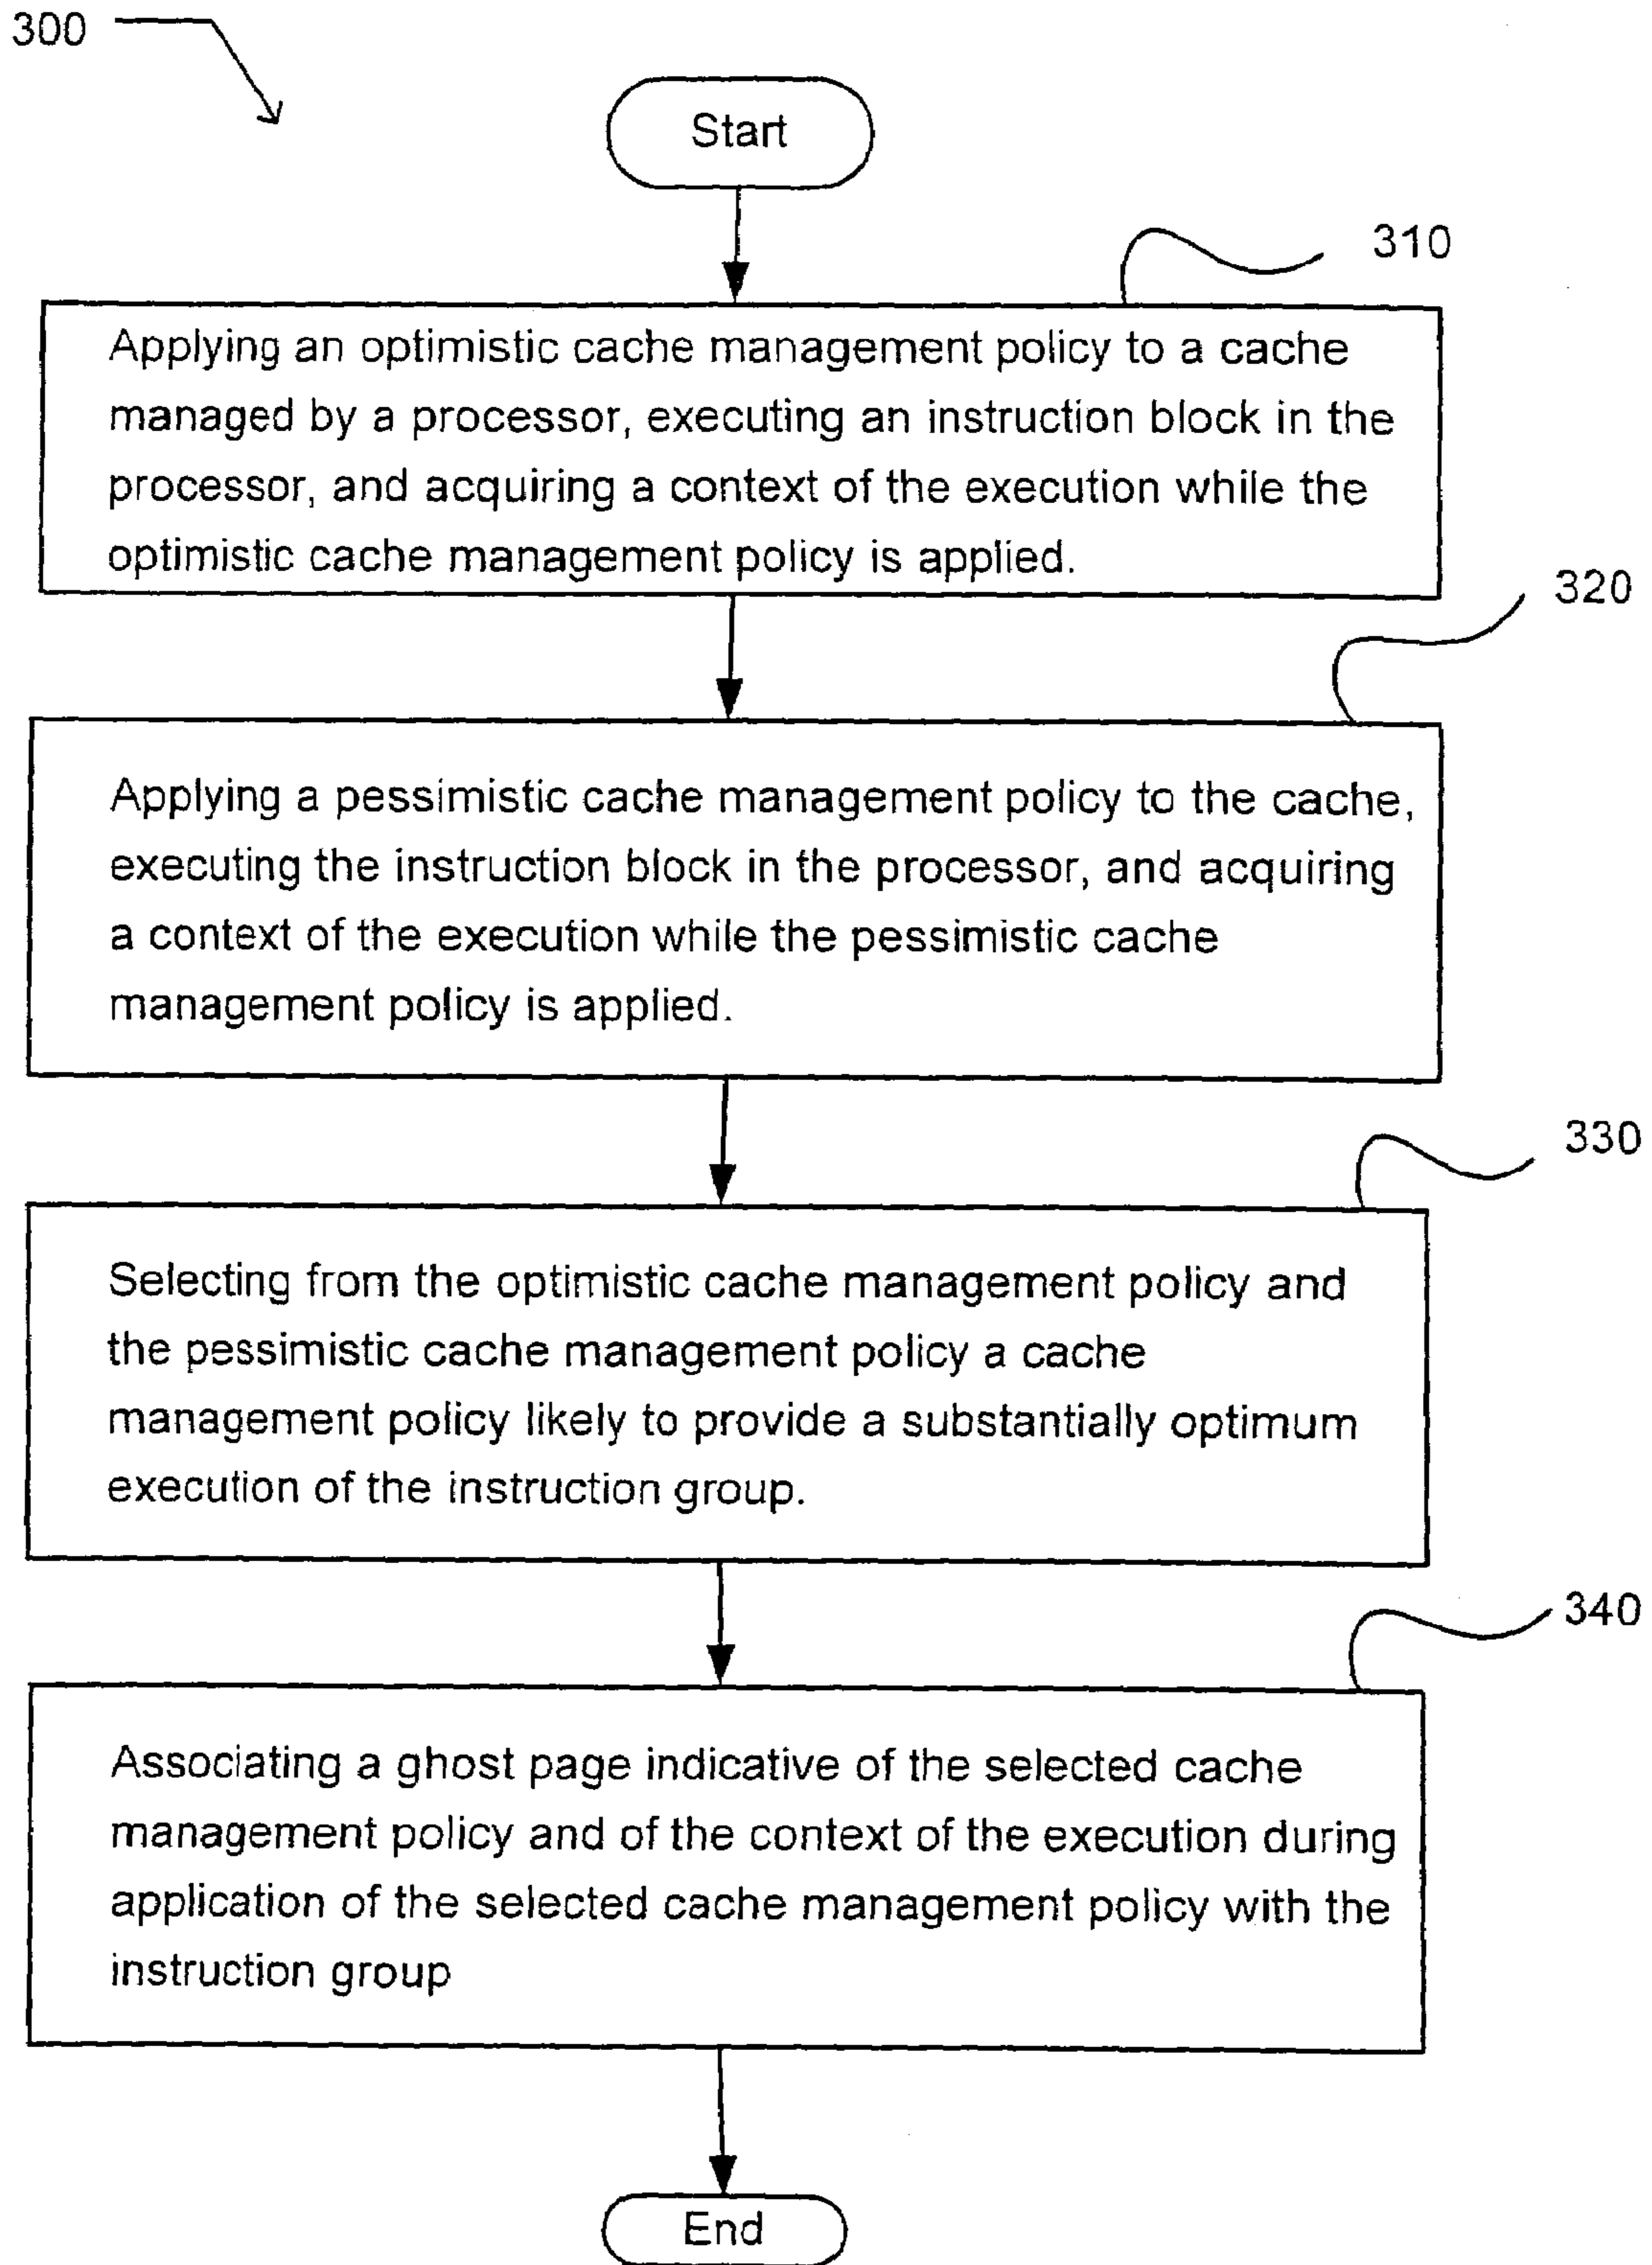 300
Start
310
Applying an optimistic cache management policy to a cache
managed by a processor, executing an instruction block in the
processor, and acquiring a context of the execution while the
optimistic cache management policy is applied.
320
Applying a pessimistic cache management policy to the cache,
executing the instruction block in the processor, and acquiring
a context of the execution while the pessimistic cache
management policy is applied.
330
Selecting from the optimistic cache management policy and
the pessimistic cache management policy a cache
management policy likely to provide a substantially optimum
execution of the instruction group.
340
Associating a ghost page indicative of the selected cache
management policy and of the context of the execution during
application of the selected cache management policy with the
instruction group
End